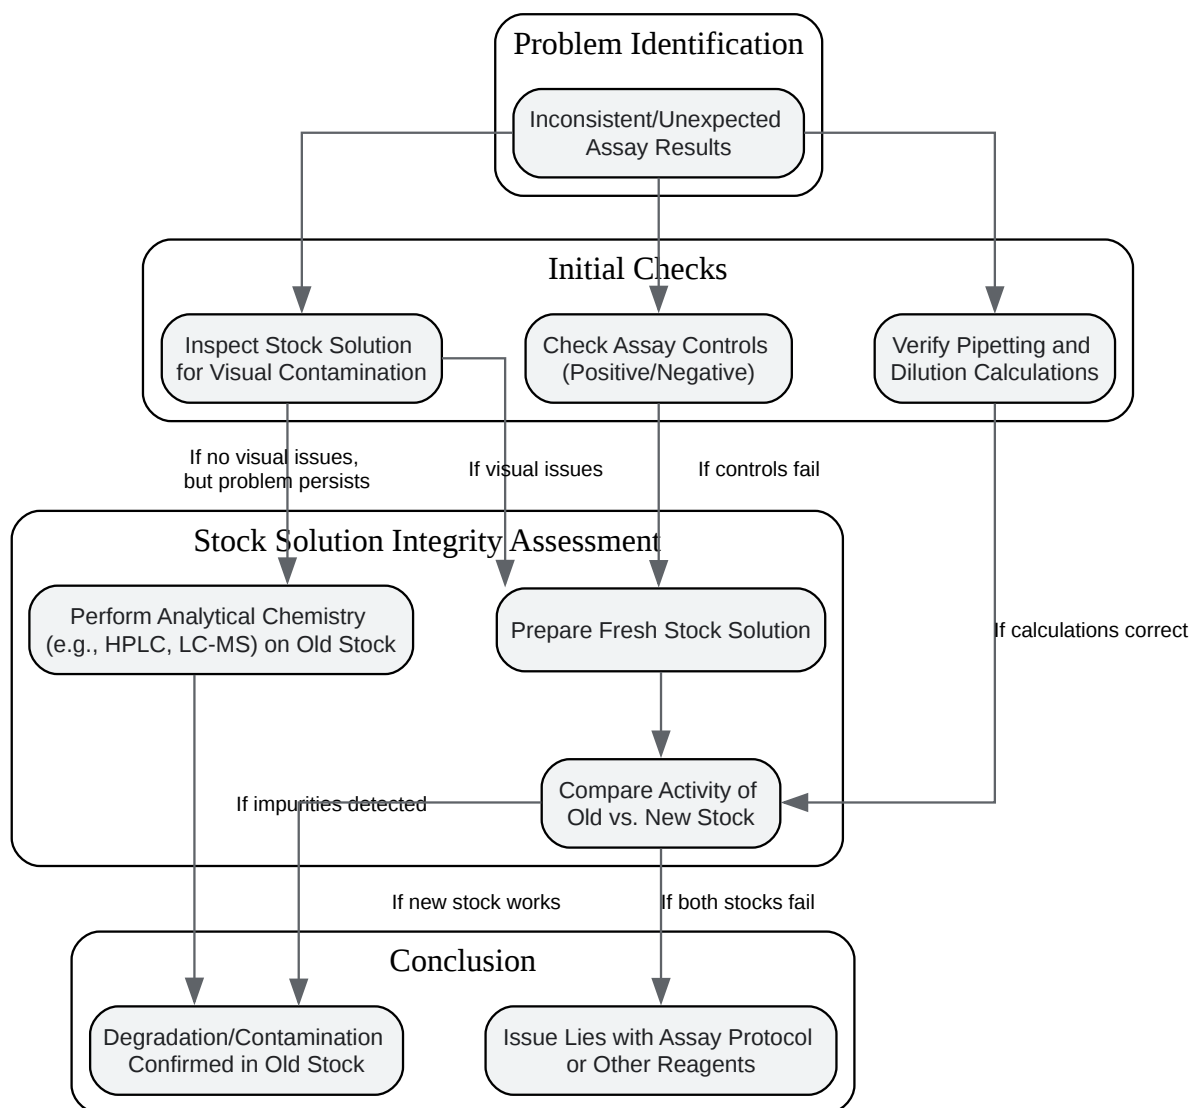 Problem Identification
Inconsistent/Unexpected
Assay Results
Initial Checks
Inspect Stock Solution
for Visual Contamination
Check Assay Controls
(Positive/Negative)
Verify Pipetting and
Dilution Calculations
If no visual issues,
but problem persists
If visual issues
If controls fail
Stock Solution Integrity Assessment
Perform Analytical Chemistry
(e.g., HPLC, LC-MS) on Old Stock
Prepare Fresh Stock Solution
If calculations correct
Compare Activity of
Old vs. New Stock
If impurities detected
If new stock works
If both stocks fail
Conclusion
Degradation/Contamination
Confirmed in Old Stock
Issue Lies with Assay Protocol
or Other Reagents